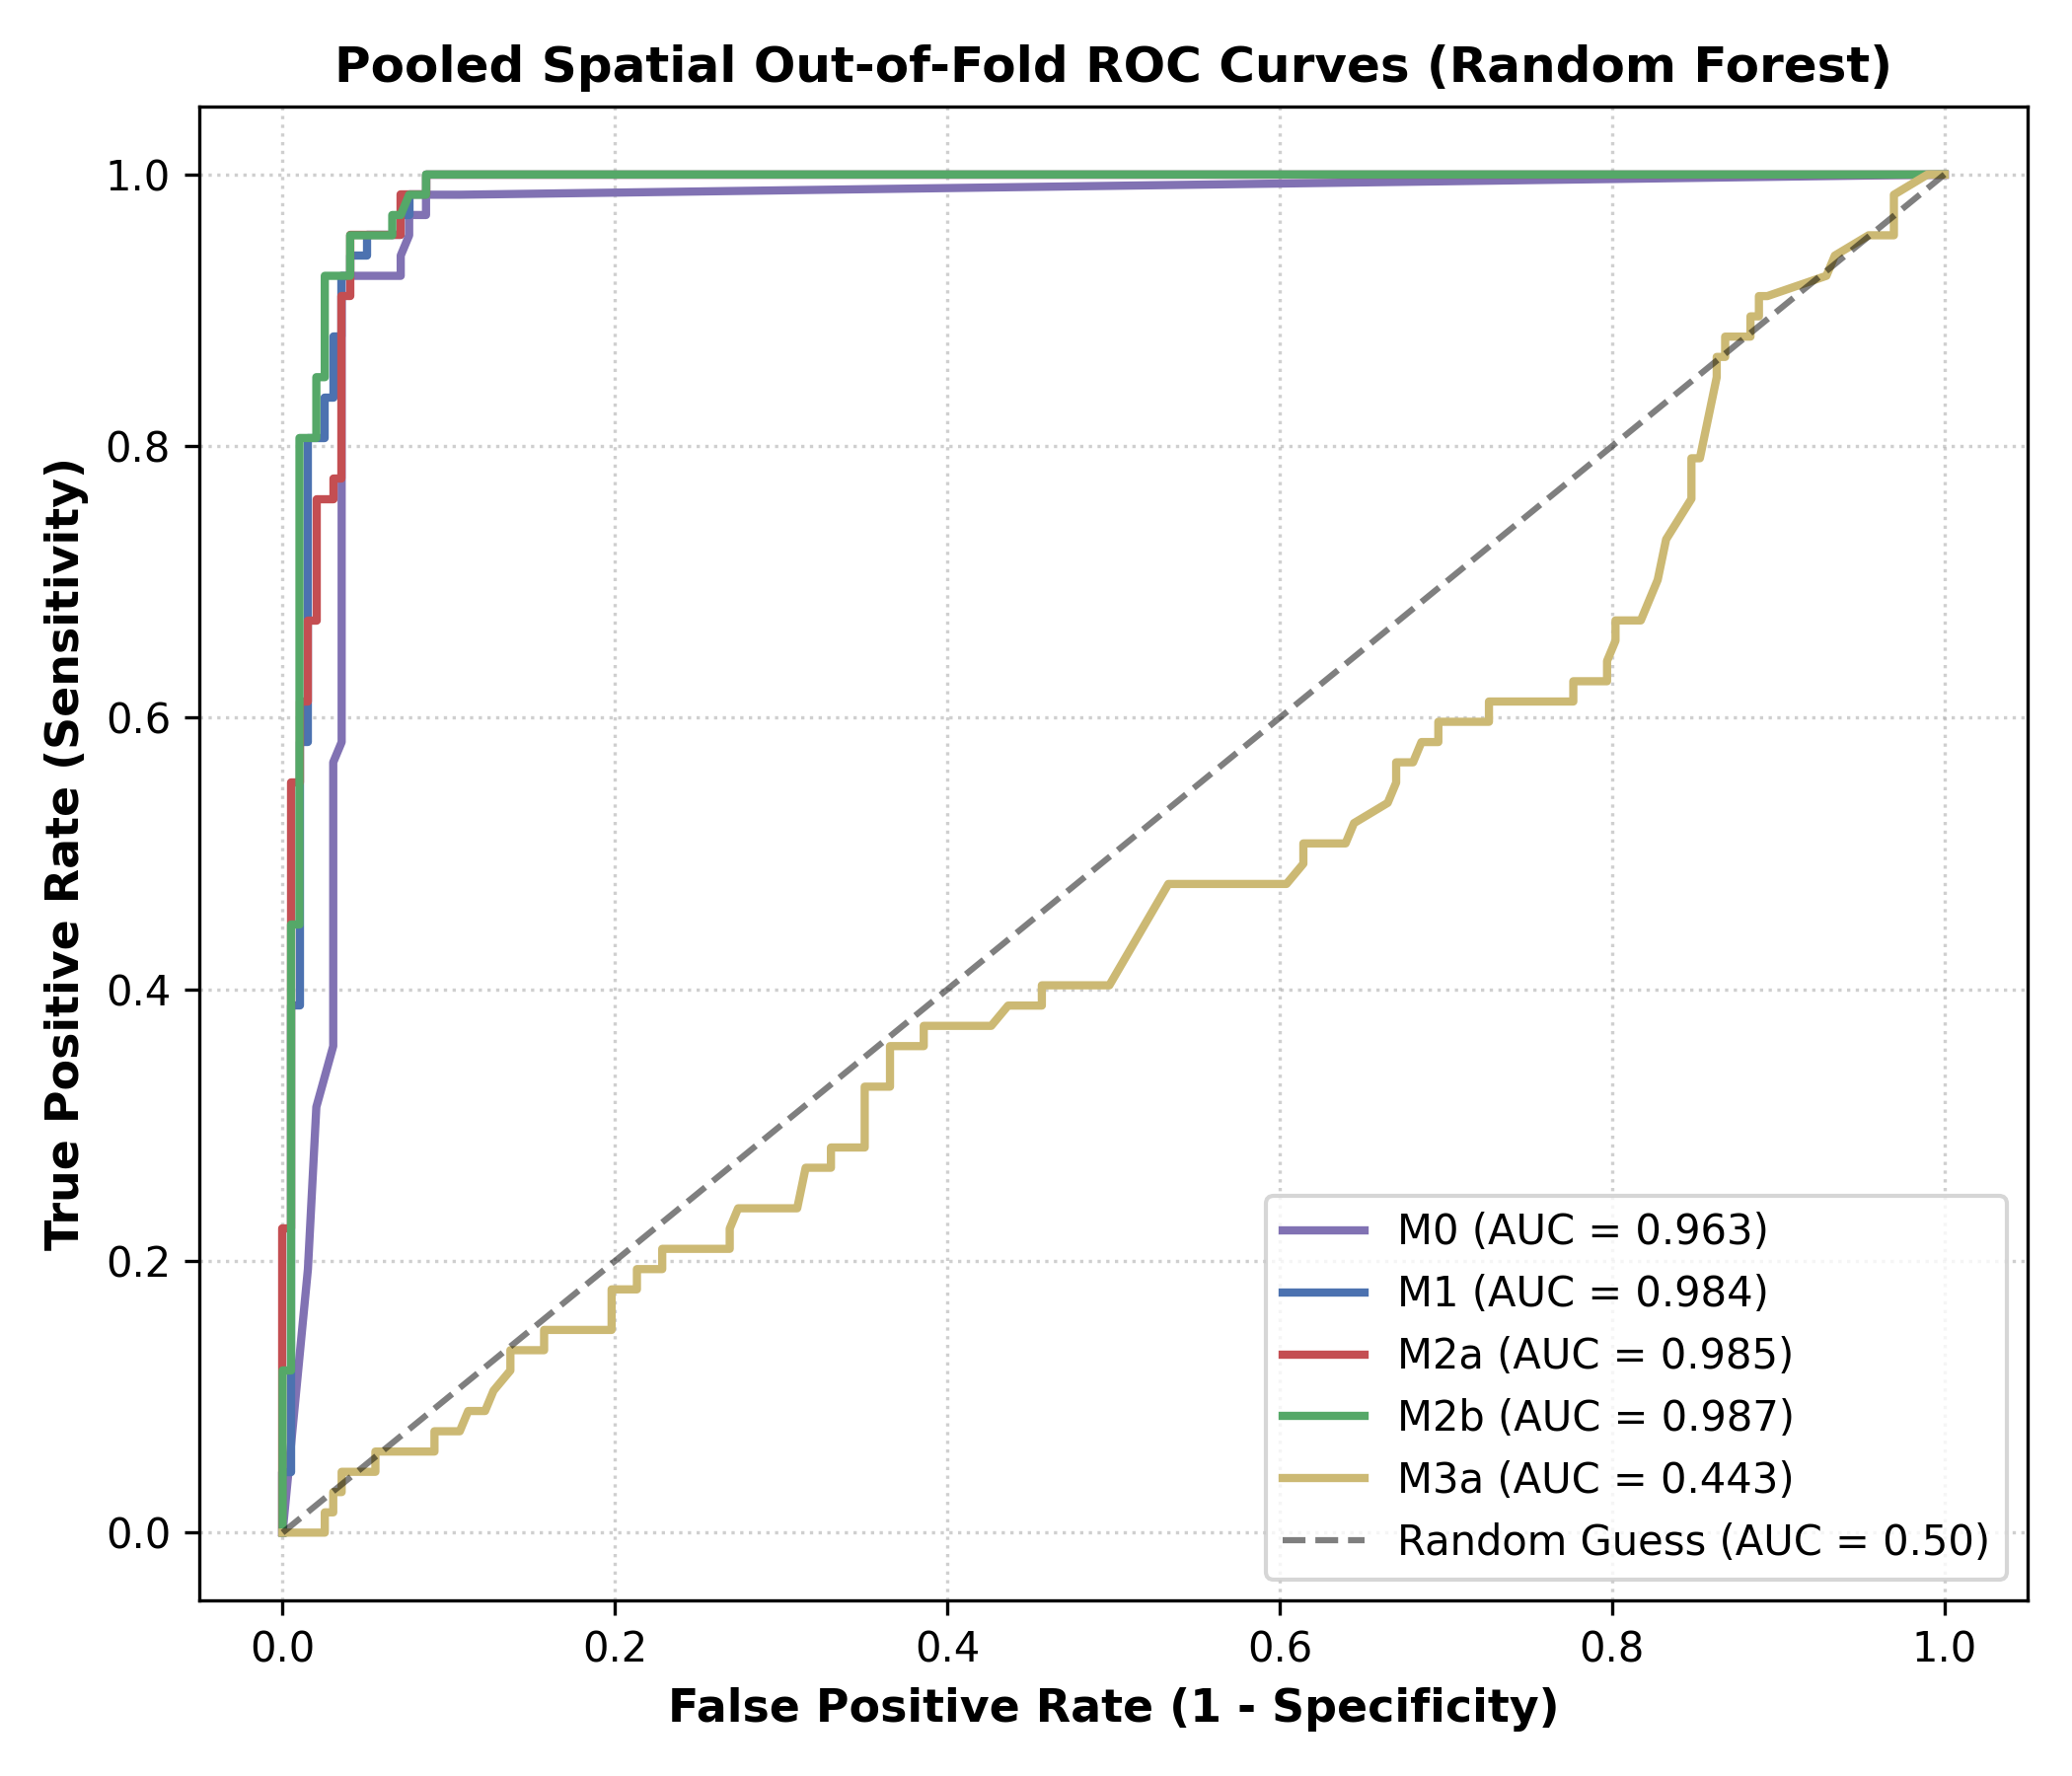 Pooled Spatial Out-of-Fold ROC Curves (Random Forest)
True Positive Rate (Sensitivity)
1.0
0.8
0.6
0.4
0.2
0.0
M0 (AUC = 0.963)
M1 (AUC = 0.984)
M2a (AUC = 0.985)
M2b (AUC = 0.987)
M3a (AUC = 0.443)
Random Guess (AUC = 0.50)
0.0 0.2 0.4 0.6 0.8 1.0
False Positive Rate (1 - Specificity)